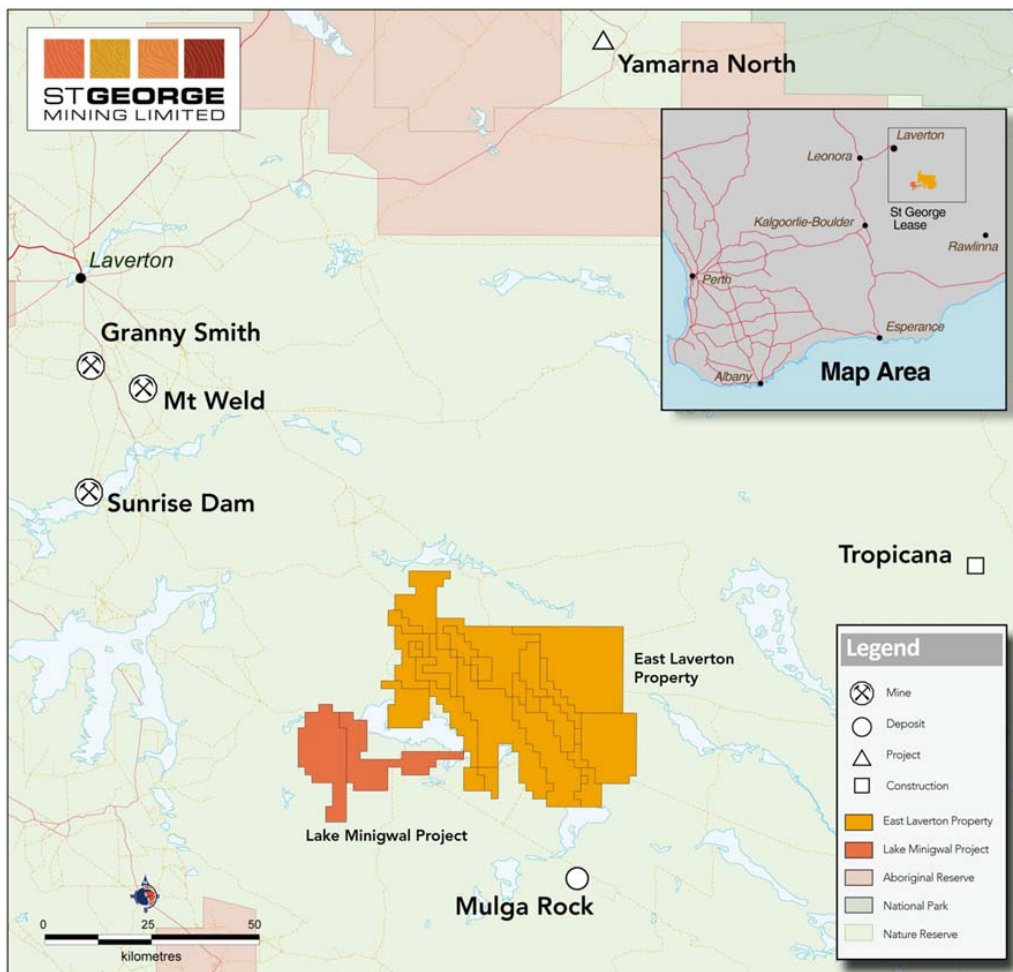 STGEORGE
MINING LIMITED
Yamarna North
Laverton
Leonora
St George
Lease
Kalgoorlie-Boulder
Rawlinna
Perth
Esperance
Albany
Map Area
Laverton
Granny Smith
Mt Weld
Sunrise Dam
Tropicana
East Laverton
Property
Lake Minigwal Project
Mulga Rock
0 25 50
kilometres
Legend
Mine
Deposit
Project
Construction
East Laverton Property
Lake Minigwal Project
Aboriginal Reserve
National Park
Nature Reserve